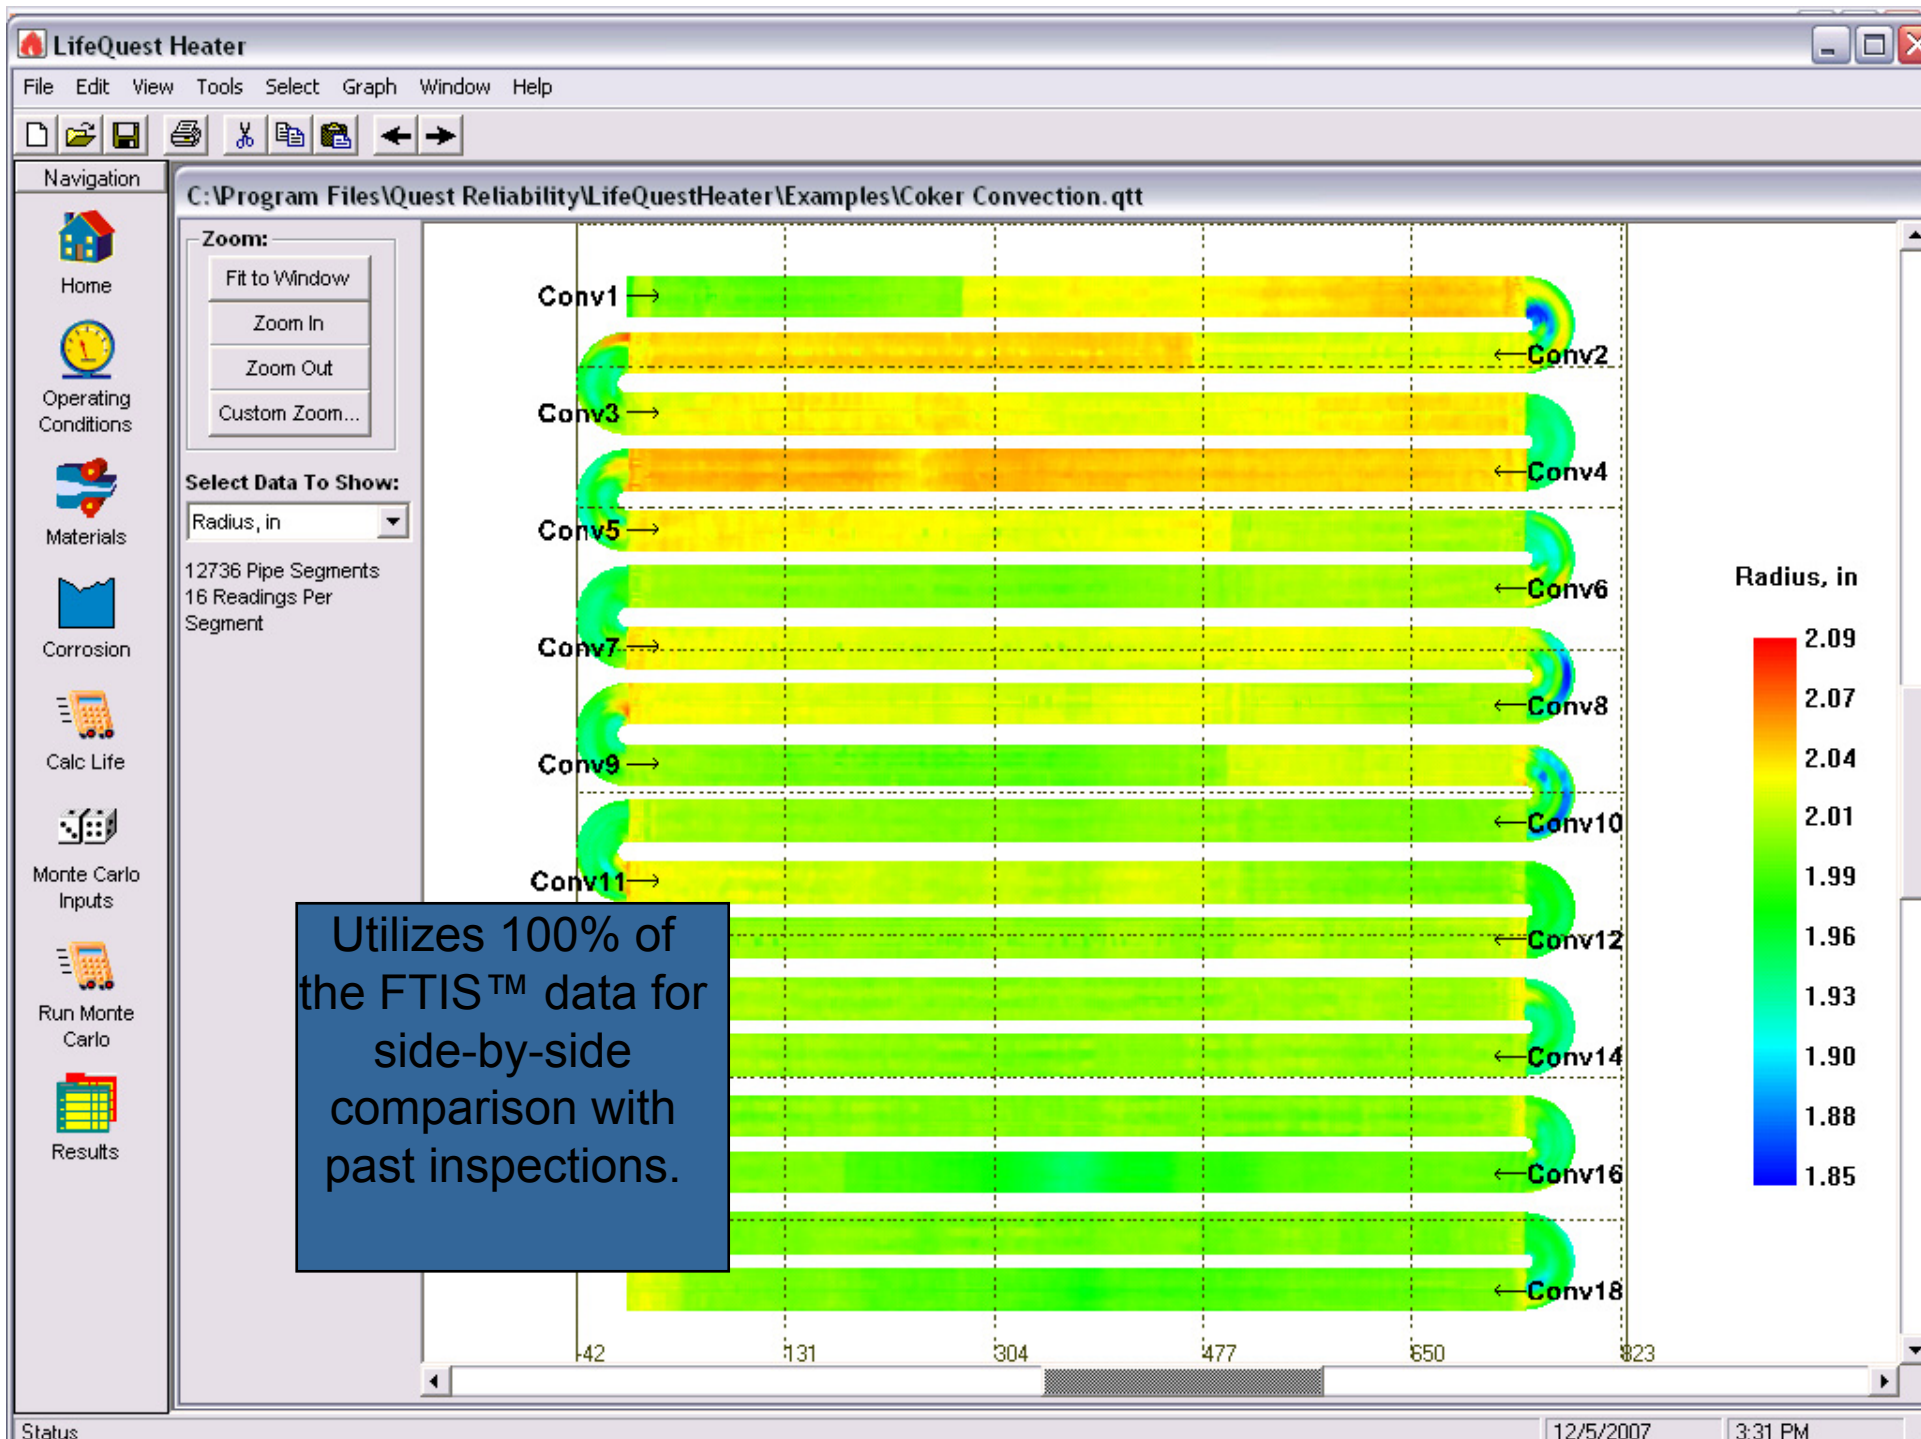 LifeQuest Heater
File Edit View Tools Select Graph Window Help
Navigation
Home
Operating
Conditions
Materials
Corrosion
Calc Life
Monte Carlo
Inputs
Run Monte
Carlo
Results
C:\Program Files\Quest Reliability\LifeQuestHeater\Examples\Coker Convection.qtt
Zoom:
Fit to Window
Zoom In
Zoom Out
Custom Zoom...
Select Data To Show:
Radius, in
12736 Pipe Segments
16 Readings Per
Segment
Conv1
Conv2
Conv3
Conv4
Conv5
Conv6
Conv7
Conv8
Conv9
Conv10
Conv11
Conv12
Conv14
Conv16
Conv18
Utilizes 100% of
the FTIS™ data for
side-by-side
comparison with
past inspections.
-42 131 304 477 650 823
Radius, in
2.09
2.07
2.04
2.01
1.99
1.96
1.93
1.90
1.88
1.85
Status 12/5/2007 3:31 PM